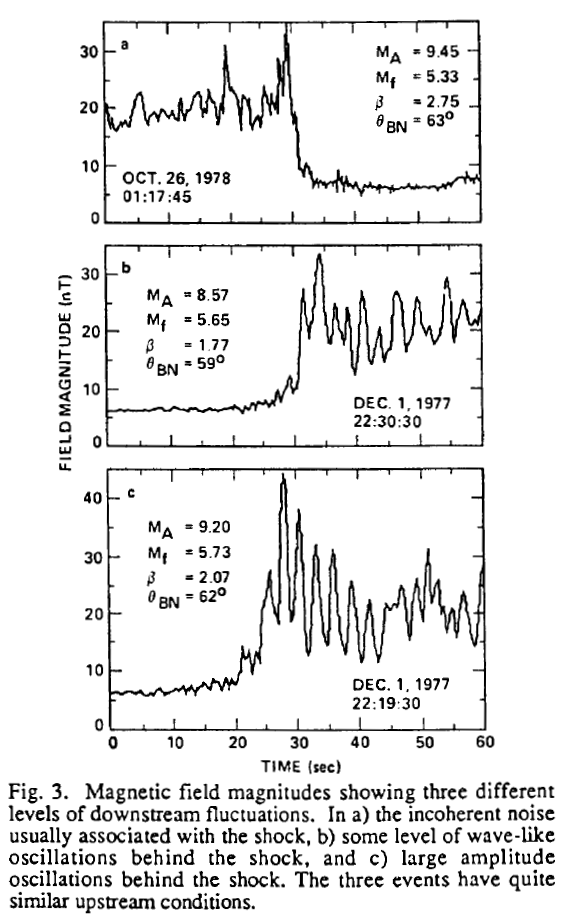 30
20
10
0
a
M_A = 9.45
M_f = 5.33
β = 2.75
θ_BN = 63°
OCT. 26, 1978
01:17:45
30
20
10
0
b
M_A = 8.57
M_f = 5.65
β = 1.77
θ_BN = 59°
DEC. 1, 1977
22:30:30
FIELD MAGNITUDE (nT)
40
30
20
10
0
c
M_A = 9.20
M_f = 5.73
β = 2.07
θ_BN = 62°
DEC. 1, 1977
22:19:30
0 10 20 30 40 50 60
TIME (sec)
Fig. 3. Magnetic field magnitudes showing three different
levels of downstream fluctuations. In a) the incoherent noise
usually associated with the shock, b) some level of wave-like
oscillations behind the shock, and c) large amplitude
oscillations behind the shock. The three events have quite
similar upstream conditions.